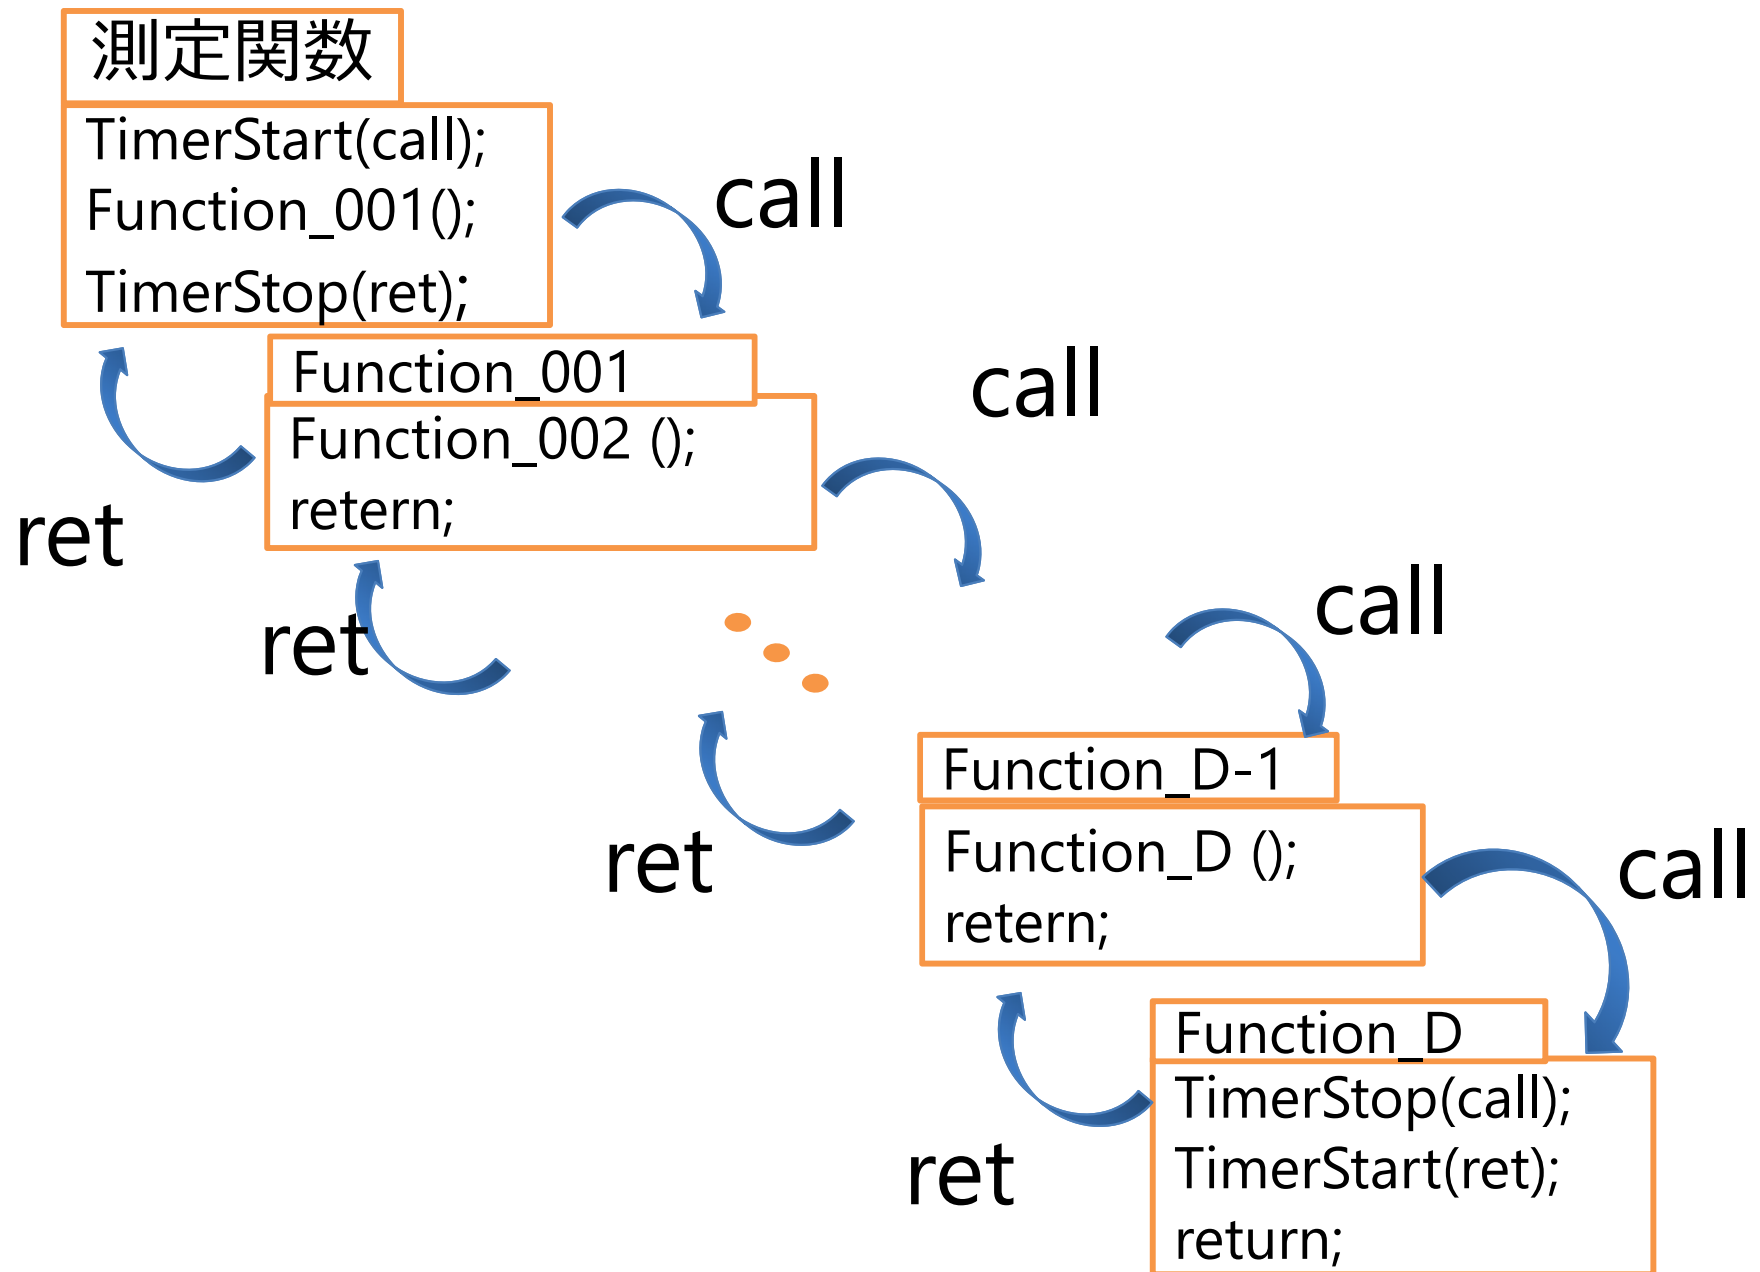 測定関数
TimerStart(call);
Function_001();
TimerStop(ret);
call
Function_001
Function_002 ();
retern;
call
ret
ret
call
Function_D-1
Function_D ();
retern;
call
ret
Function_D
TimerStop(call);
TimerStart(ret);
return;
ret